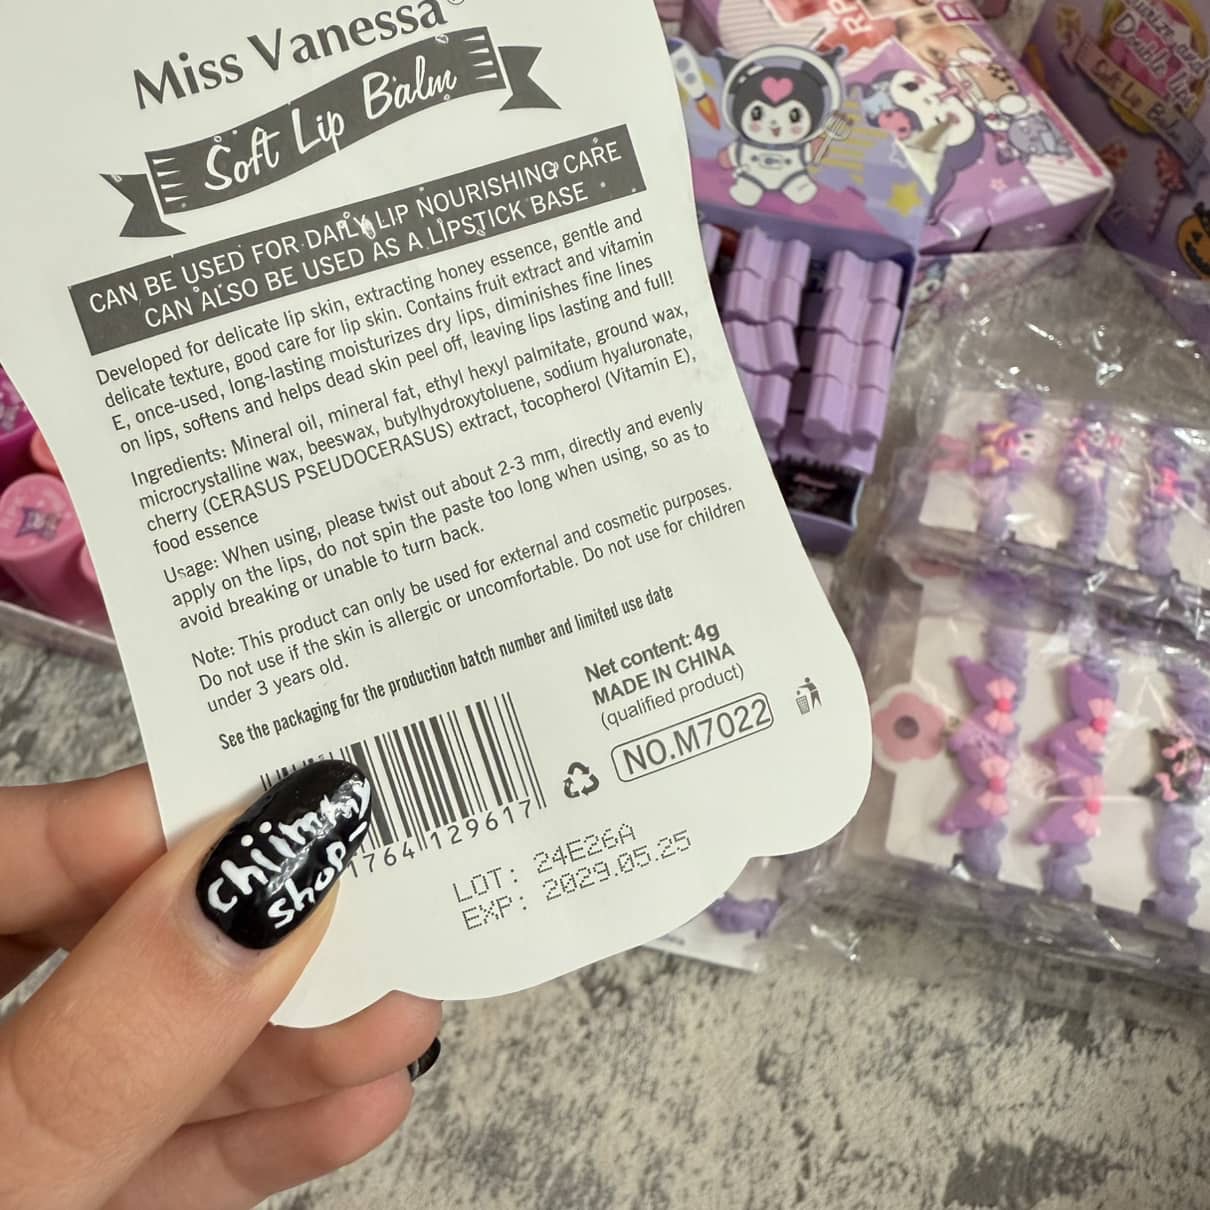 Miss Vanessa®
Soft Lip Balm
CAN BE USED FOR DAILY LIP NOURISHING CARE
CAN ALSO BE USED AS A LIPSTICK BASE
Developed for delicate lip skin, extracting honey essence, gentle and
delicate texture, good care for lip skin. Contains fruit extract and vitamin
E, once-used, long-lasting moisturizes dry lips, diminishes fine lines
on lips, softens and helps dead skin peel off, leaving lips lasting and full!
Ingredients: Mineral oil, mineral fat, ethyl hexyl palmitate, ground wax,
microcrystalline wax, beeswax, butylhydroxytoluene, sodium hyaluronate,
cherry (CERASUS PSEUDOCERASUS) extract, tocopherol (Vitamin E),
food essence
Usage: When using, please twist out about 2-3 mm, directly and evenly
apply on the lips, do not spin the paste too long when using, so as to
avoid breaking or unable to turn back.
Note: This product can only be used for external and cosmetic purposes.
Do not use if the skin is allergic or uncomfortable. Do not use for children
under 3 years old.
See the packaging for the production batch number and limited use date
Net content: 4g
MADE IN CHINA
(qualified product)
NO.M7022
1764 129617
LOT: 24E26A
EXP: 2029.05.25
chiimmy
shop
Double
Soft Lip Balm